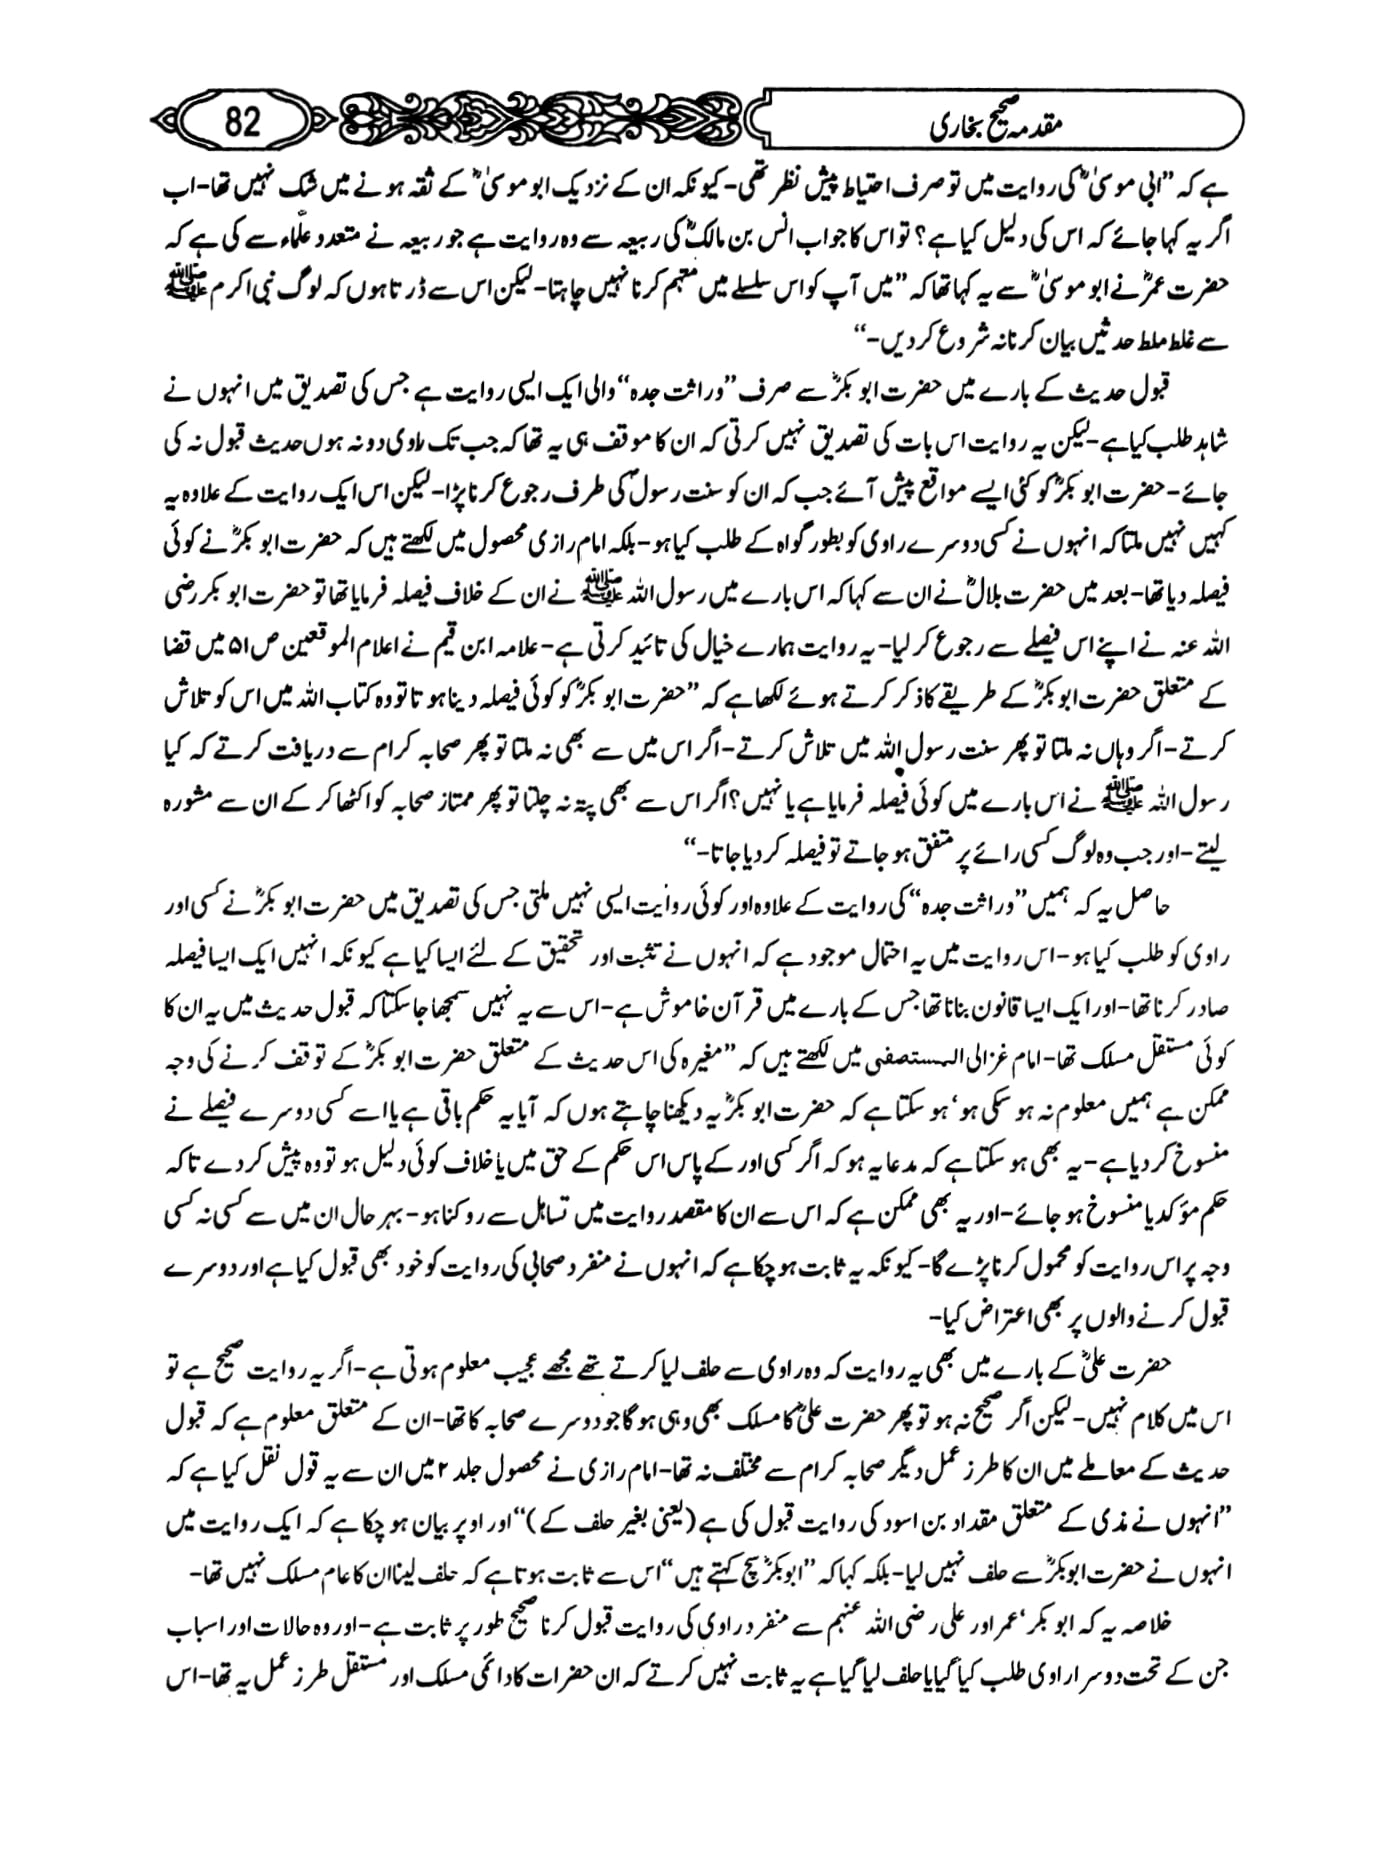 82
مقدمہ صحیح بخاری
ہے کہ ”ابی موسیٰؓ کی روایت میں تو صرف احتیاط پیش نظر تھی-کیونکہ ان کے نزدیک ابو موسیٰؓ کے ثقہ ہونے میں شک نہیں تھا-اب
اگر یہ کہا جائے کہ اس کی دلیل کیا ہے؟ تو اس کا جواب انس بن مالکؓ کی ربیعہ سے وہ روایت ہے جو ربیعہ نے متعدد علماء سے کی ہے کہ
حضرت عمرؓ نے ابو موسیٰؓ سے یہ کہا تھا کہ ”میں آپ کو اس سلسلے میں متہم کرنا نہیں چاہتا-لیکن اس سے ڈرتا ہوں کہ لوگ نبی اکرم ﷺ
سے غلط ملط حدثیں بیان کرنا نہ شروع کر دیں-“
قبول حدیث کے بارے میں حضرت ابو بکرؓ سے صرف ”وراثت جدہ“ والی ایک ایسی روایت ہے جس کی تصدیق میں انہوں نے
شاہد طلب کیا ہے-لیکن یہ روایت اس بات کی تصدیق نہیں کرتی کہ ان کا موقف ہی یہ تھا کہ جب تک راوی دو نہ ہوں حدیث قبول نہ کی
جائے-حضرت ابو بکرؓ کو کئی ایسے مواقع پیش آئے جب کہ ان کو سنت رسولؐ کی طرف رجوع کرنا پڑا-لیکن اس ایک روایت کے علاوہ یہ
کہیں نہیں ملتا کہ انہوں نے کسی دوسرے راوی کو بطور گواہ کے طلب کیا ہو-بلکہ امام رازی محصول میں لکھتے ہیں کہ حضرت ابو بکرؓ نے کوئی
فیصلہ دیا تھا-بعد میں حضرت بلالؓ نے ان سے کہا کہ اس بارے میں رسول اللہ ﷺ نے ان کے خلاف فیصلہ فرمایا تھا تو حضرت ابو بکر رضی
اللہ عنہ نے اپنے اس فیصلے سے رجوع کر لیا-یہ روایت ہمارے خیال کی تائید کرتی ہے-علامہ ابن قیم نے اعلام الموقعین ص ۵۱ میں قضا
کے متعلق حضرت ابو بکرؓ کے طریقے کا ذکر کرتے ہوئے لکھا ہے کہ ”حضرت ابو بکرؓ کو کوئی فیصلہ دینا ہوتا تو وہ کتاب اللہ میں اس کو تلاش
کرتے-اگر وہاں نہ ملتا تو پھر سنت رسول اللہ میں تلاش کرتے-اگر اس میں سے بھی نہ ملتا تو پھر صحابہ کرام سے دریافت کرتے کہ کیا
رسول اللہ ﷺ نے اس بارے میں کوئی فیصلہ فرمایا ہے یا نہیں؟ اگر اس سے بھی پتہ نہ چلتا تو پھر ممتاز صحابہ کو اکٹھا کر کے ان سے مشورہ
لیتے-اور جب وہ لوگ کسی رائے پر متفق ہو جاتے تو فیصلہ کر دیا جاتا-“
حاصل یہ کہ ہمیں ”وراثت جدہ“ کی روایت کے علاوہ اور کوئی روایت ایسی نہیں ملتی جس کی تصدیق میں حضرت ابو بکرؓ نے کسی اور
راوی کو طلب کیا ہو-اس روایت میں یہ احتمال موجود ہے کہ انہوں نے تثبت اور تحقیق کے لئے ایسا کیا ہے کیونکہ انہیں ایک ایسا فیصلہ
صادر کرنا تھا-اور ایک ایسا قانون بنانا تھا جس کے بارے میں قرآن خاموش ہے-اس سے یہ نہیں سمجھا جا سکتا کہ قبول حدیث میں یہ ان کا
کوئی مستقل مسلک تھا-امام غزالی المستصفی میں لکھتے ہیں کہ ”مغیرہ کی اس حدیث کے متعلق حضرت ابو بکرؓ کے توقف کرنے کی وجہ
ممکن ہے ہمیں معلوم نہ ہو سکی ہو‘ ہو سکتا ہے کہ حضرت ابو بکرؓ یہ دیکھنا چاہتے ہوں کہ آیا یہ حکم باقی ہے یا اسے کسی دوسرے فیصلے نے
منسوخ کر دیا ہے-یہ بھی ہو سکتا ہے کہ مدعا یہ ہو کہ اگر کسی اور کے پاس اس حکم کے حق میں یا خلاف کوئی دلیل ہو تو وہ پیش کر دے تاکہ
حکم مؤکد یا منسوخ ہو جائے-اور یہ بھی ممکن ہے کہ اس سے ان کا مقصد روایت میں تساہل سے روکنا ہو-بہر حال ان میں سے کسی نہ کسی
وجہ پر اس روایت کو محمول کرنا پڑے گا-کیونکہ یہ ثابت ہو چکا ہے کہ انہوں نے منفرد صحابی کی روایت کو خود بھی قبول کیا ہے اور دوسرے
قبول کرنے والوں پر بھی اعتراض کیا-
حضرت علیؓ کے بارے میں بھی یہ روایت کہ وہ راوی سے حلف لیا کرتے تھے مجھے عجیب معلوم ہوتی ہے-اگر یہ روایت صحیح ہے تو
اس میں کلام نہیں-لیکن اگر صحیح نہ ہو تو پھر حضرت علیؓ کا مسلک بھی وہی ہو گا جو دوسرے صحابہ کا تھا-ان کے متعلق معلوم ہے کہ قبول
حدیث کے معاملے میں ان کا طرز عمل دیگر صحابہ کرام سے مختلف نہ تھا-امام رازی نے محصول جلد ۲ میں ان سے یہ قول نقل کیا ہے کہ
”انہوں نے مذی کے متعلق مقداد بن اسود کی روایت قبول کی ہے (یعنی بغیر حلف کے)“ اور اوپر بیان ہو چکا ہے کہ ایک روایت میں
انہوں نے حضرت ابو بکرؓ سے حلف نہیں لیا-بلکہ کہا کہ ”ابو بکرؓ سچ کہتے ہیں“ اس سے ثابت ہوتا ہے کہ حلف لینا ان کا عام مسلک نہیں تھا-
خلاصہ یہ کہ ابو بکر‘ عمر اور علی رضی اللہ عنہم سے منفرد راوی کی روایت قبول کرنا صحیح طور پر ثابت ہے-اور وہ حالات اور اسباب
جن کے تحت دوسرا راوی طلب کیا گیا یا حلف لیا گیا ہے یہ ثابت نہیں کرتے کہ ان حضرات کا دائمی مسلک اور مستقل طرز عمل یہ تھا-اس